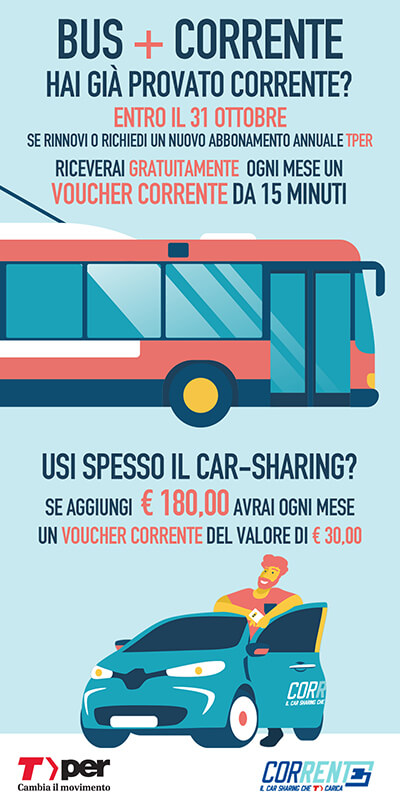 BUS + CORRENTE
HAI GIÀ PROVATO CORRENTE?
ENTRO IL 31 OTTOBRE
SE RINNOVI O RICHIEDI UN NUOVO ABBONAMENTO ANNUALE TPER
RICEVERAI GRATUITAMENTE OGNI MESE UN
VOUCHER CORRENTE DA 15 MINUTI
USI SPESSO IL CAR-SHARING?
SE AGGIUNGI € 180,00 AVRAI OGNI MESE
UN VOUCHER CORRENTE DEL VALORE DI € 30,00
CORR
IL CAR SHARING CHE
Tper
Cambia il movimento
CORRENTE
IL CAR SHARING CHE TI CARICA